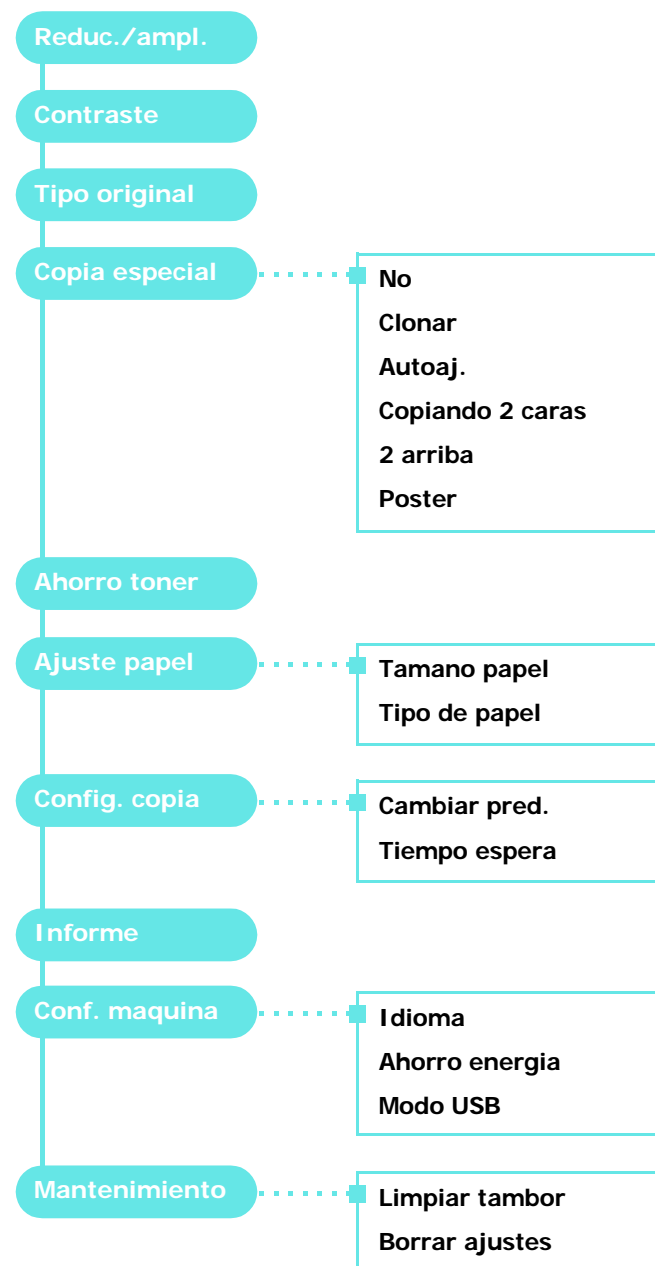 Reduc./ampl.
Contraste
Tipo original
Copia especial
No
Clonar
Autoaj.
Copiando 2 caras
2 arriba
Poster
Ahorro toner
Ajuste papel
Tamano papel
Tipo de papel
Config. copia
Cambiar pred.
Tiempo espera
Informe
Conf. maquina
Idioma
Ahorro energia
Modo USB
Mantenimiento
Limpiar tambor
Borrar ajustes